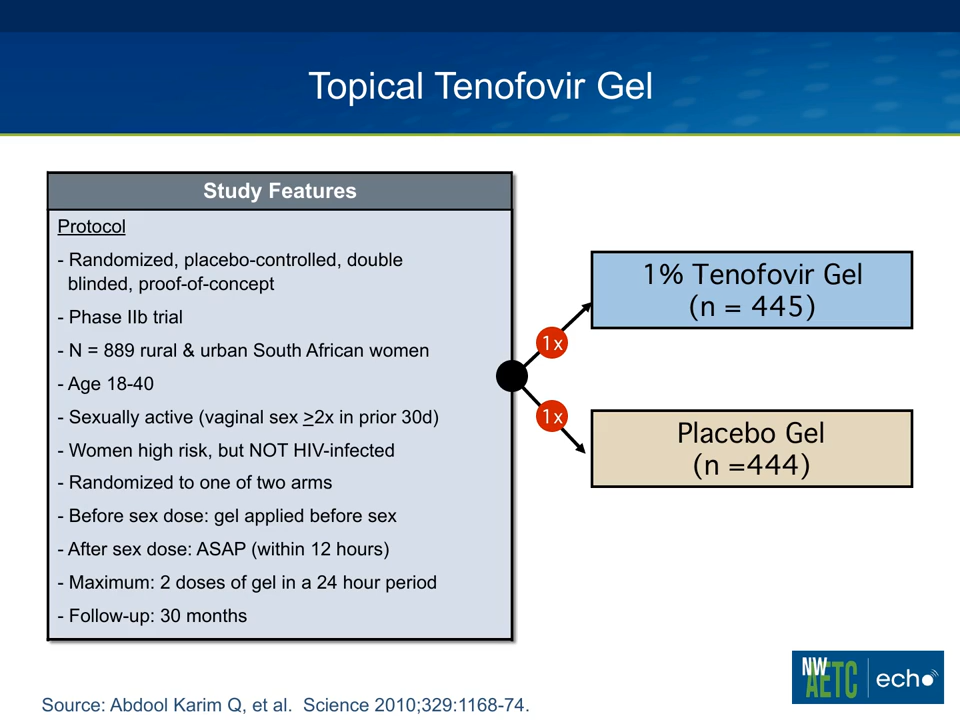 Topical Tenofovir Gel
Study Features
Protocol
- Randomized, placebo-controlled, double
blinded, proof-of-concept
- Phase IIb trial
- N = 889 rural & urban South African women
- Age 18-40
- Sexually active (vaginal sex >2x in prior 30d)
- Women high risk, but NOT HIV-infected
- Randomized to one of two arms
- Before sex dose: gel applied before sex
- After sex dose: ASAP (within 12 hours)
- Maximum: 2 doses of gel in a 24 hour period
- Follow-up: 30 months
1x
1x
1% Tenofovir Gel
(n = 445)
Placebo Gel
(n =444)
Source: Abdool Karim Q, et al.  Science 2010;329:1168-74.
NW
AETC
echo